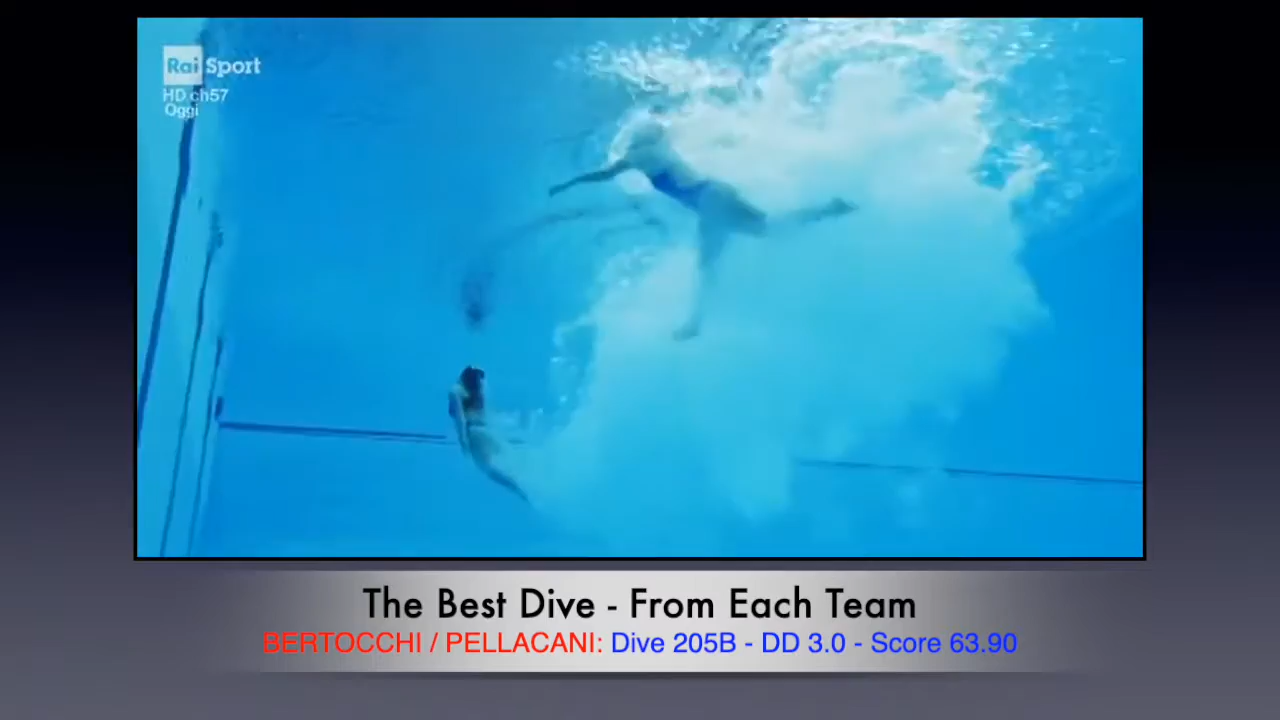 Rai Sport
HD ch57
Oggi
The Best Dive - From Each Team
BERTOCCHI / PELLACANI: Dive 205B - DD 3.0 - Score 63.90